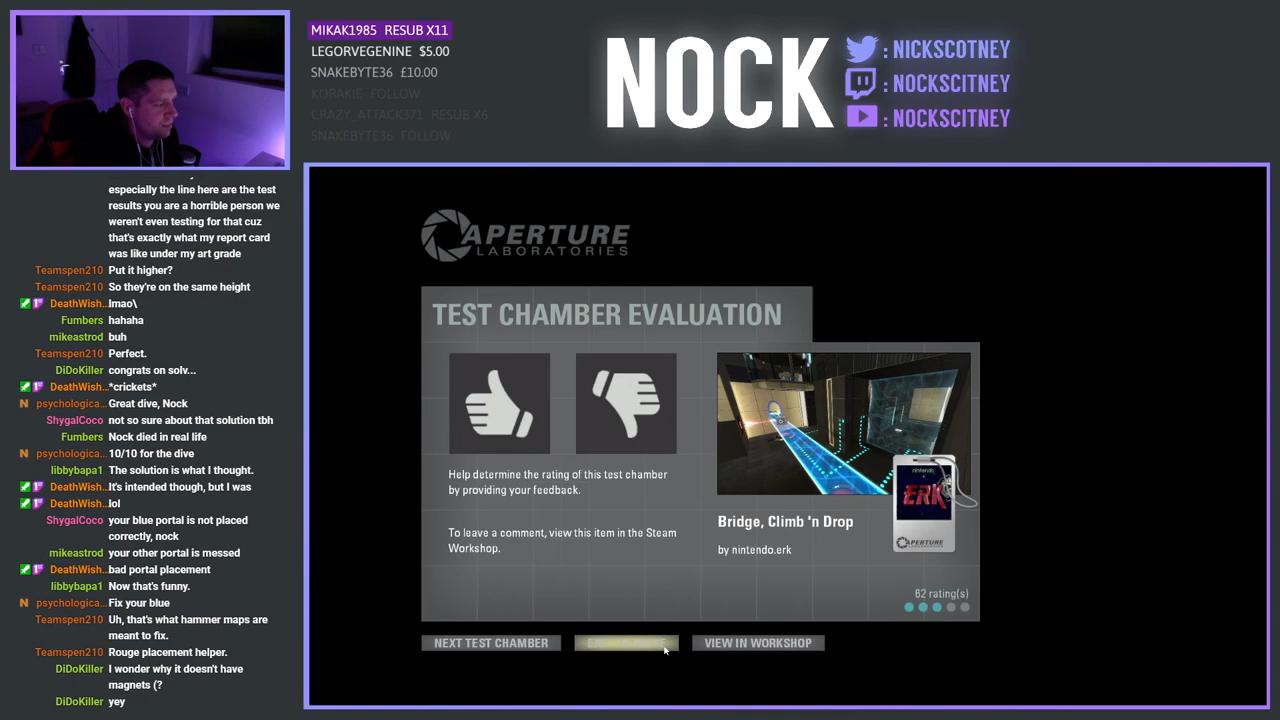 MIKAK1985 RESUB X11
LEGORVEGENINE $5.00
SNAKEBYTE36 £10.00
KORAKIE FOLLOW
CRAZY_ATTACK371 RESUB X6
SNAKEBYTE36 FOLLOW
NOCK
: NICKSCOTNEY
: NOCKSCITNEY
: NOCKSCITNEY
especially the line here are the test
results you are a horrible person we
weren't even testing for that cuz
that's exactly what my report card
was like under my art grade
Teamspen210 Put it higher?
Teamspen210 So they're on the same height
DeathWish.. lmao\
Fumbers hahaha
mikeastrod buh
Teamspen210 Perfect.
DiDoKiller congrats on solv...
DeathWish.. *crickets*
psychologica... Great dive, Nock
ShygalCoco not so sure about that solution tbh
Fumbers Nock died in real life
psychologica... 10/10 for the dive
libbybapa1 The solution is what I thought.
DeathWish.. It's intended though, but I was
DeathWish.. lol
ShygalCoco your blue portal is not placed
correctly, nock
mikeastrod your other portal is messed
DeathWish.. bad portal placement
libbybapa1 Now that's funny.
psychologica... Fix your blue
Teamspen210 Uh, that's what hammer maps are
meant to fix.
Teamspen210 Rouge placement helper.
DiDoKiller I wonder why it doesn't have
magnets (?
DiDoKiller yey
APERTURE
LABORATORIES
TEST CHAMBER EVALUATION
Help determine the rating of this test chamber
by providing your feedback.
To leave a comment, view this item in the Steam
Workshop.
nintendo
ERK
APERTURE
Bridge, Climb 'n Drop
by nintendo.erk
62 rating(s)
NEXT TEST CHAMBER
VIEW IN WORKSHOP